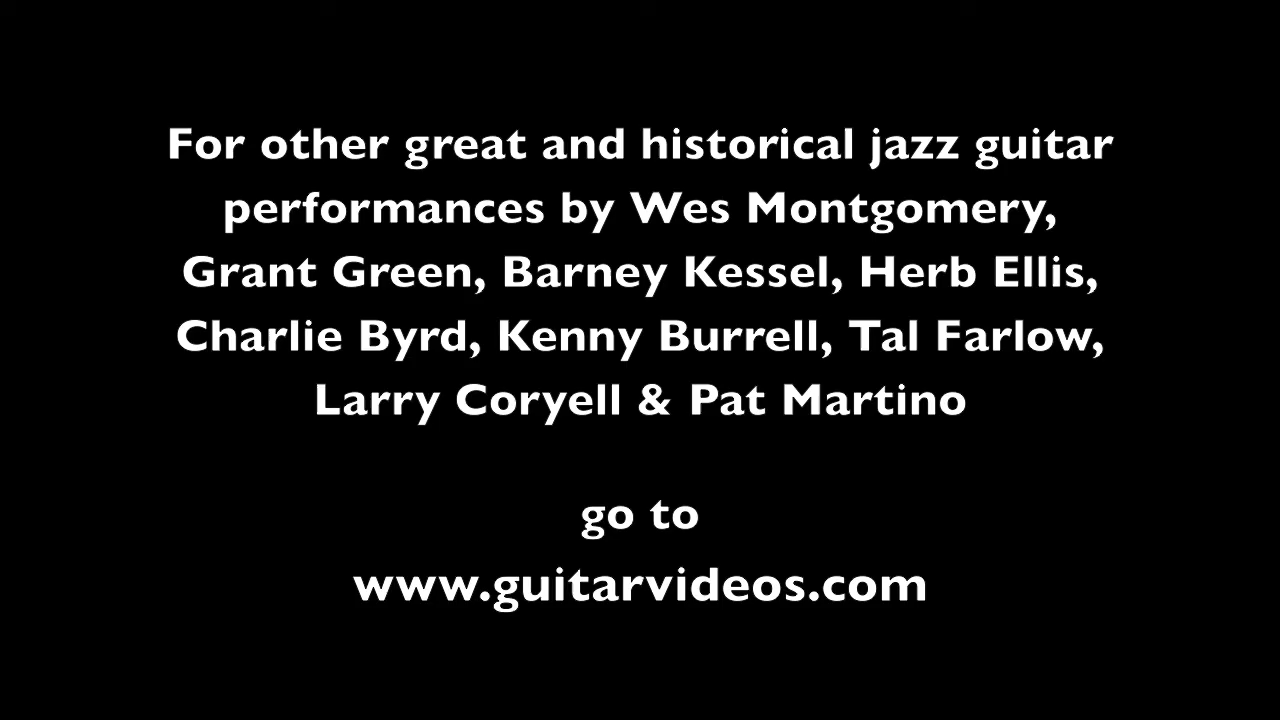 For other great and historical jazz guitar
performances by Wes Montgomery,
Grant Green, Barney Kessel, Herb Ellis,
Charlie Byrd, Kenny Burrell, Tal Farlow,
Larry Coryell & Pat Martino
go to
www.guitarvideos.com